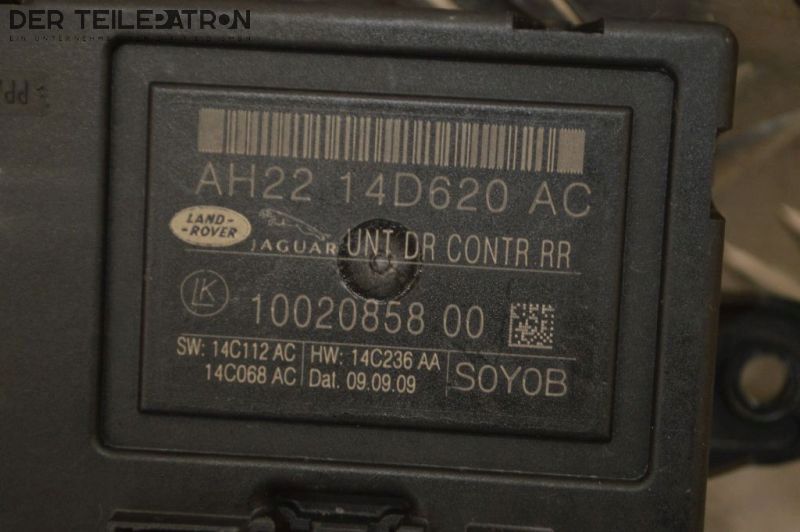 DER TEILEPATRON
AH22 14D620 AC
LAND-
ROVER
JAGUAR
UNT DR CONTR RR
LK
10020858 00
SW: 14C112 AC
14C068 AC
HW: 14C236 AA
Dat. 09.09.09
SOYOB